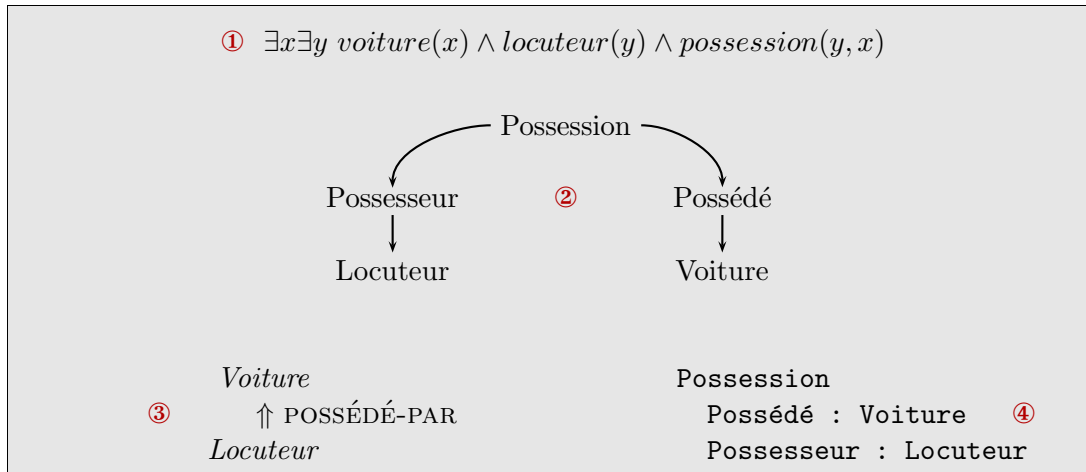 ① ∃x∃y voiture(x) ∧ locuteur(y) ∧ possession(y, x)
Possession
Possesseur ② Possédé
Locuteur Voiture
Voiture
③ ⇑ POSSÉDÉ-PAR
Locuteur
Possession
Possédé : Voiture ④
Possesseur : Locuteur